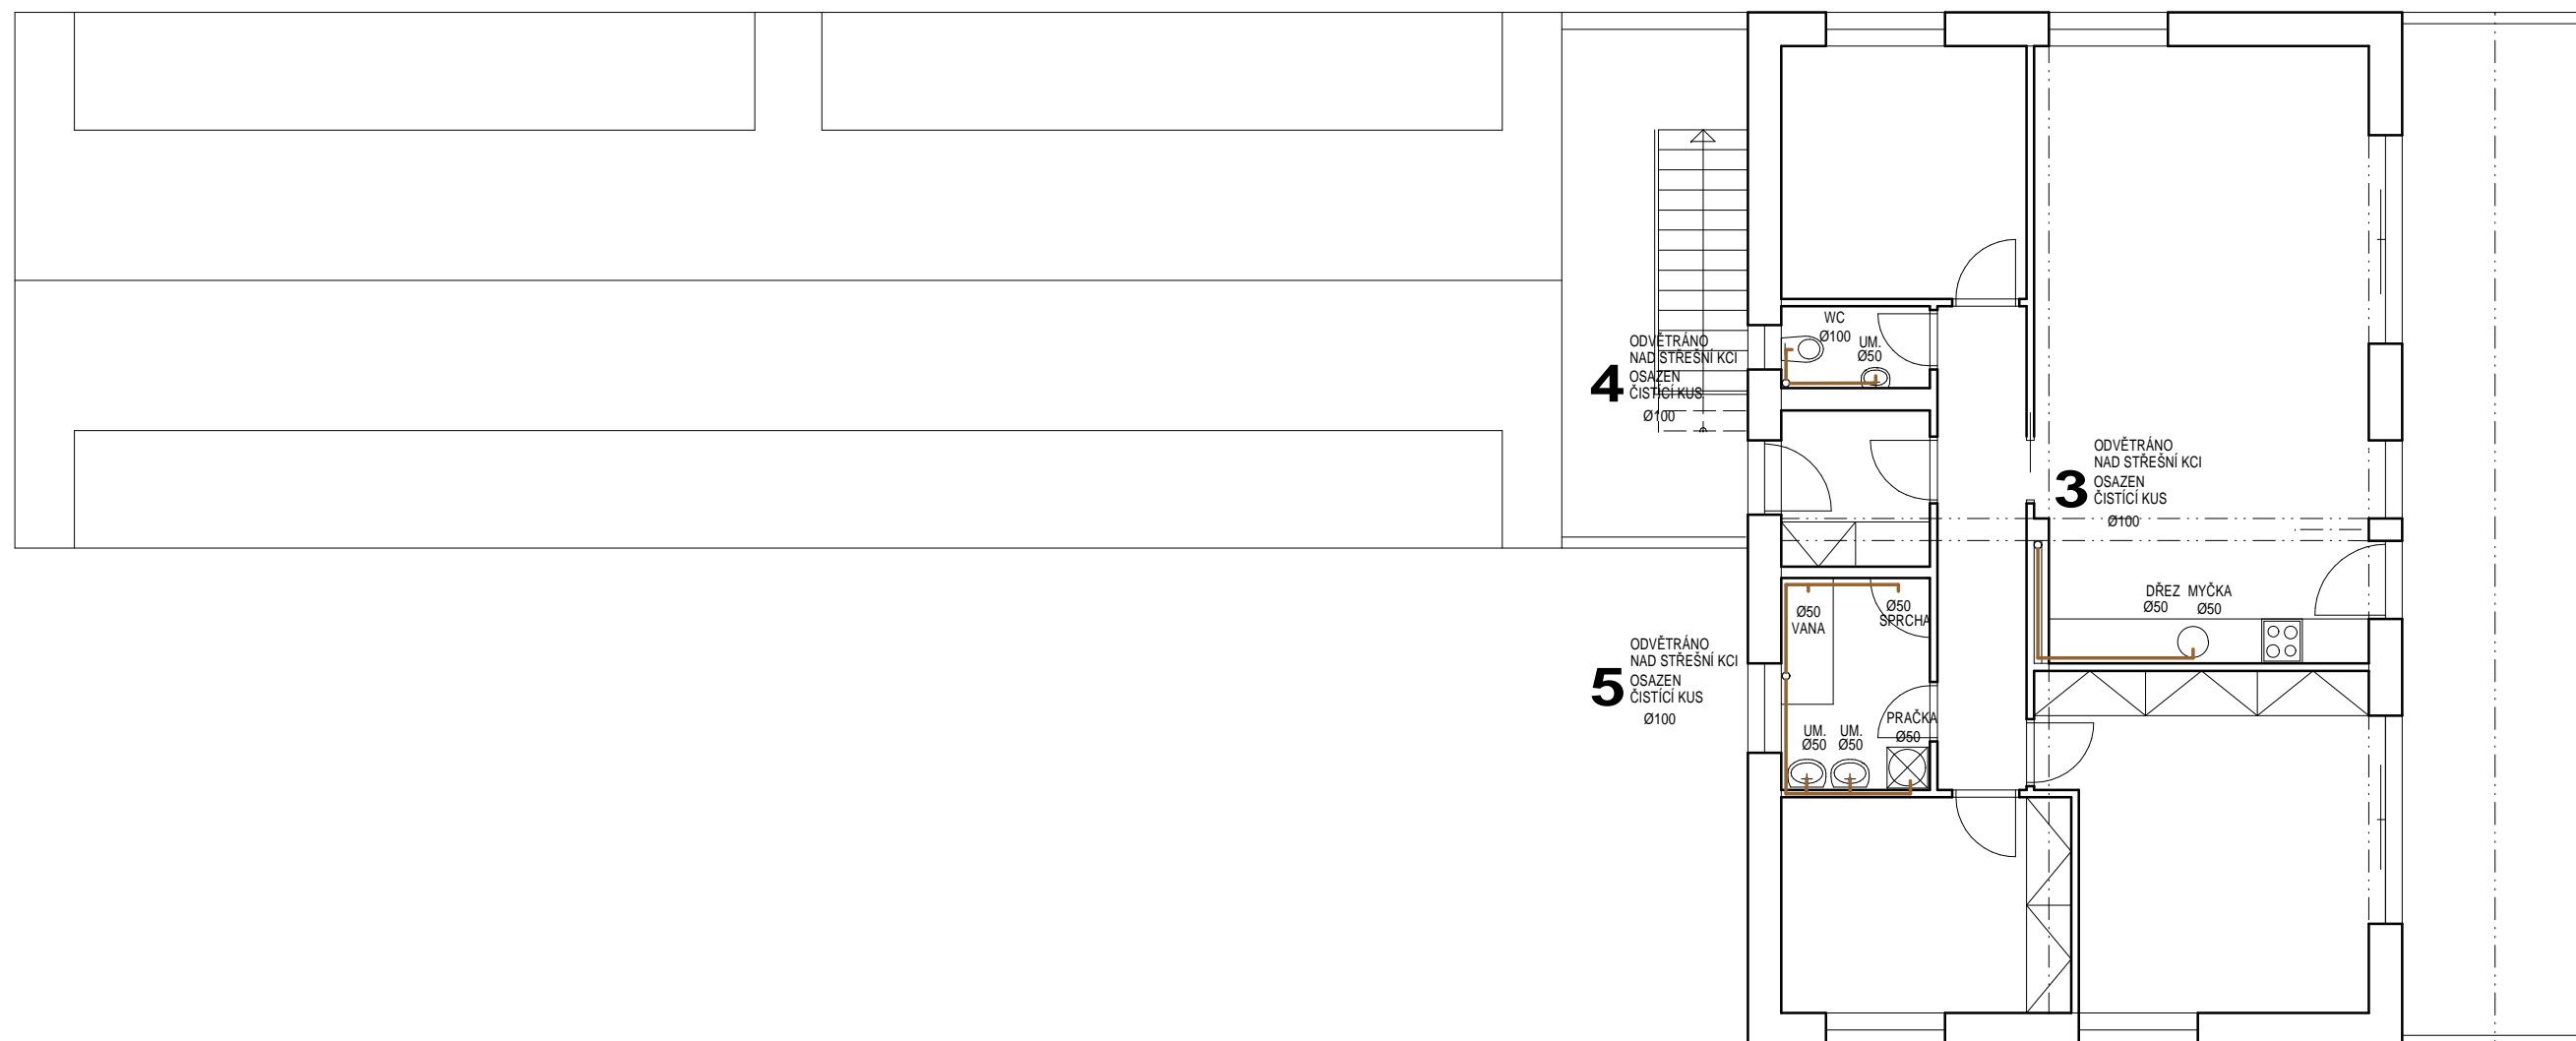 WC
Ø100
UM.
Ø50
4
ODVĚTRÁNO
NAD STŘEŠNÍ KCI
OSAZEN
ČISTÍCÍ KUS
Ø100
3
ODVĚTRÁNO
NAD STŘEŠNÍ KCI
OSAZEN
ČISTÍCÍ KUS
Ø100
DŘEZ MYČKA
Ø50 Ø50
Ø50
VANA
Ø50
SPRCHA
5
ODVĚTRÁNO
NAD STŘEŠNÍ KCI
OSAZEN
ČISTÍCÍ KUS
Ø100
UM. UM.
Ø50 Ø50
PRAČKA
Ø50